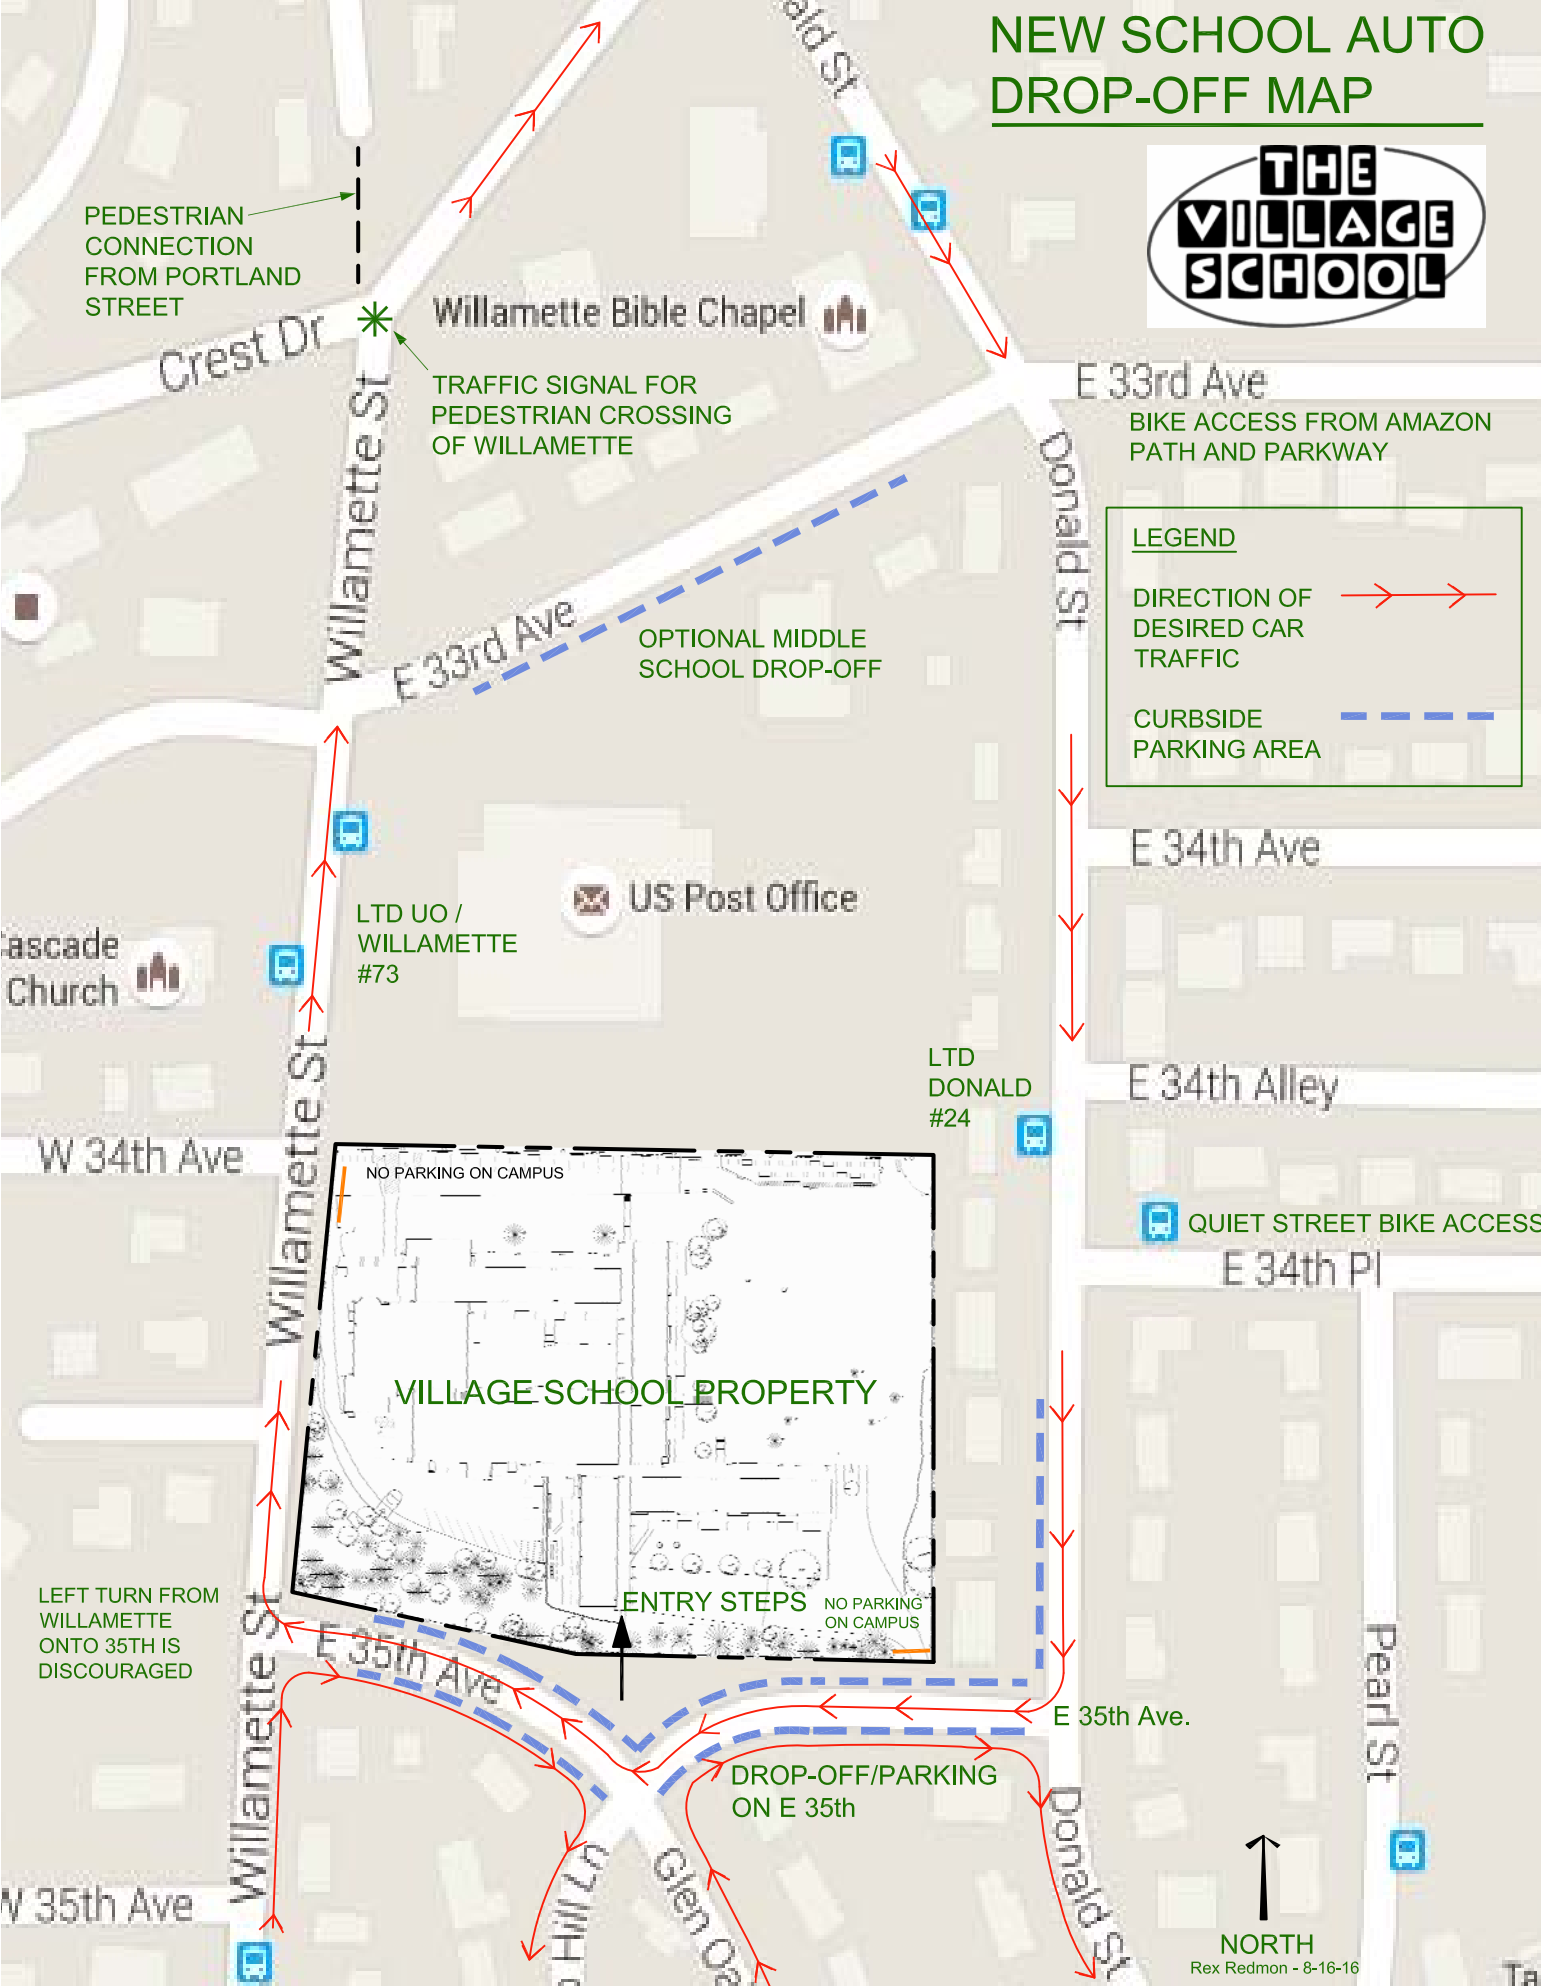 NEW SCHOOL AUTO
DROP-OFF MAP
THE
VILLAGE
SCHOOL
PEDESTRIAN
CONNECTION
FROM PORTLAND
STREET
Crest Dr
Willamette Bible Chapel
TRAFFIC SIGNAL FOR
PEDESTRIAN CROSSING
OF WILLAMETTE
Willamette St
E 33rd Ave
BIKE ACCESS FROM AMAZON
PATH AND PARKWAY
Donald St
LEGEND
DIRECTION OF
DESIRED CAR
TRAFFIC
CURBSIDE
PARKING AREA
E 33rd Ave
OPTIONAL MIDDLE
SCHOOL DROP-OFF
E 34th Ave
US Post Office
LTD UO /
WILLAMETTE
#73
ascade
Church
Willamette St
LTD
DONALD
#24
E 34th Alley
W 34th Ave
NO PARKING ON CAMPUS
QUIET STREET BIKE ACCESS
E 34th Pl
VILLAGE SCHOOL PROPERTY
ENTRY STEPS
NO PARKING
ON CAMPUS
LEFT TURN FROM
WILLAMETTE
ONTO 35TH IS
DISCOURAGED
Willamette St
E 35th Ave
E 35th Ave.
Pearl St
DROP-OFF/PARKING
ON E 35th
Donald St
Hill Ln
Glen Oa
W 35th Ave
NORTH
Rex Redmon - 8-16-16
Ta